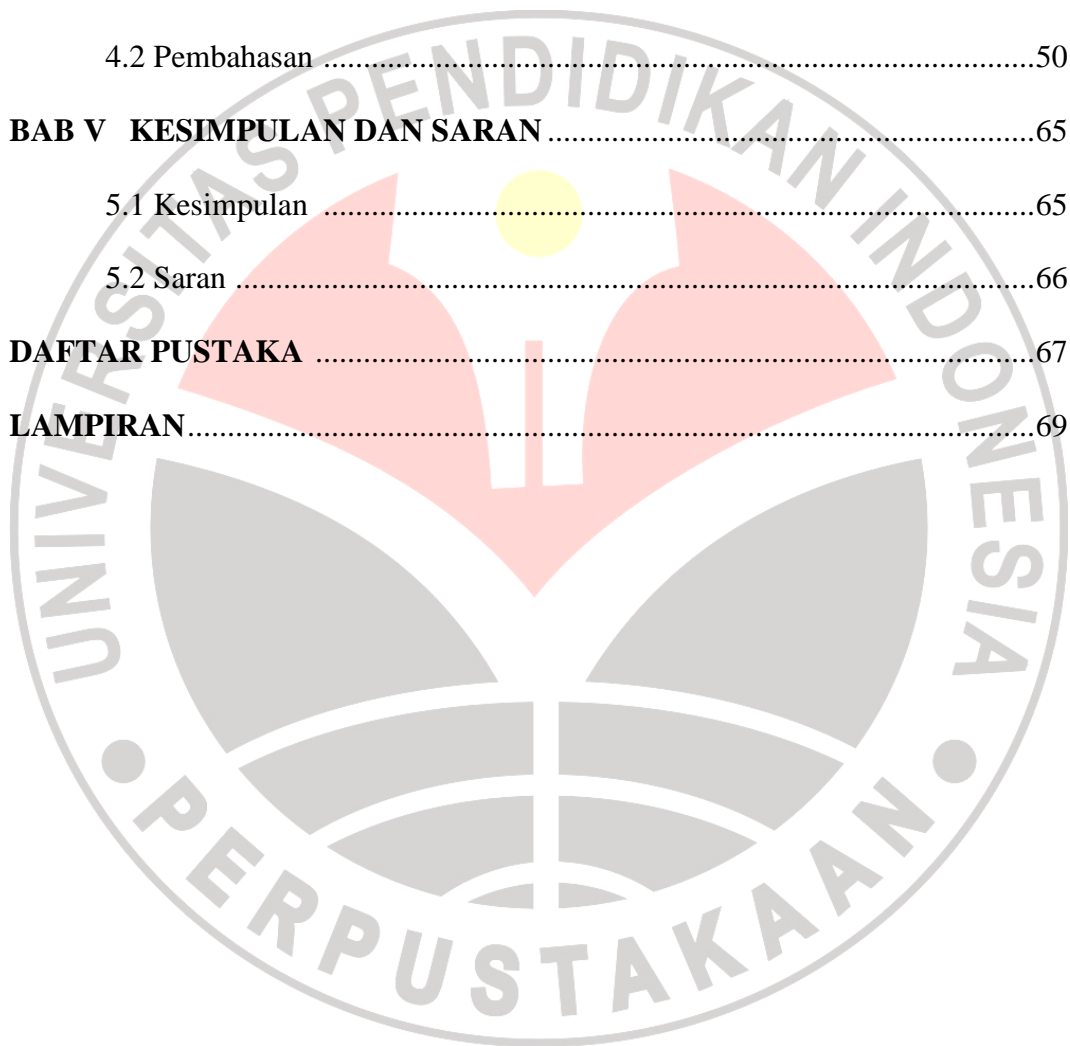 4.2 Pembahasan ........................................................................................50
BAB V KESIMPULAN DAN SARAN .................................................................65
5.1 Kesimpulan ........................................................................................65
5.2 Saran ...................................................................................................66
DAFTAR PUSTAKA ...........................................................................................67
LAMPIRAN..........................................................................................................69
UNIVERSITAS PENDIDIKAN INDONESIA
PERPUSTAKAAN